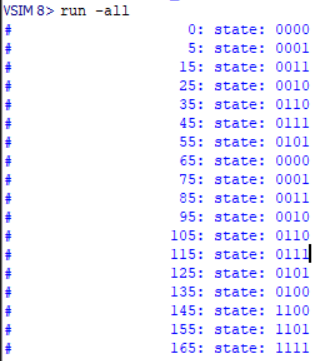 VSIM 8> run -all
# 0: state: 0000
# 5: state: 0001
# 15: state: 0011
# 25: state: 0010
# 35: state: 0110
# 45: state: 0111
# 55: state: 0101
# 65: state: 0000
# 75: state: 0001
# 85: state: 0011
# 95: state: 0010
# 105: state: 0110
# 115: state: 0111
# 125: state: 0101
# 135: state: 0100
# 145: state: 1100
# 155: state: 1101
# 165: state: 1111